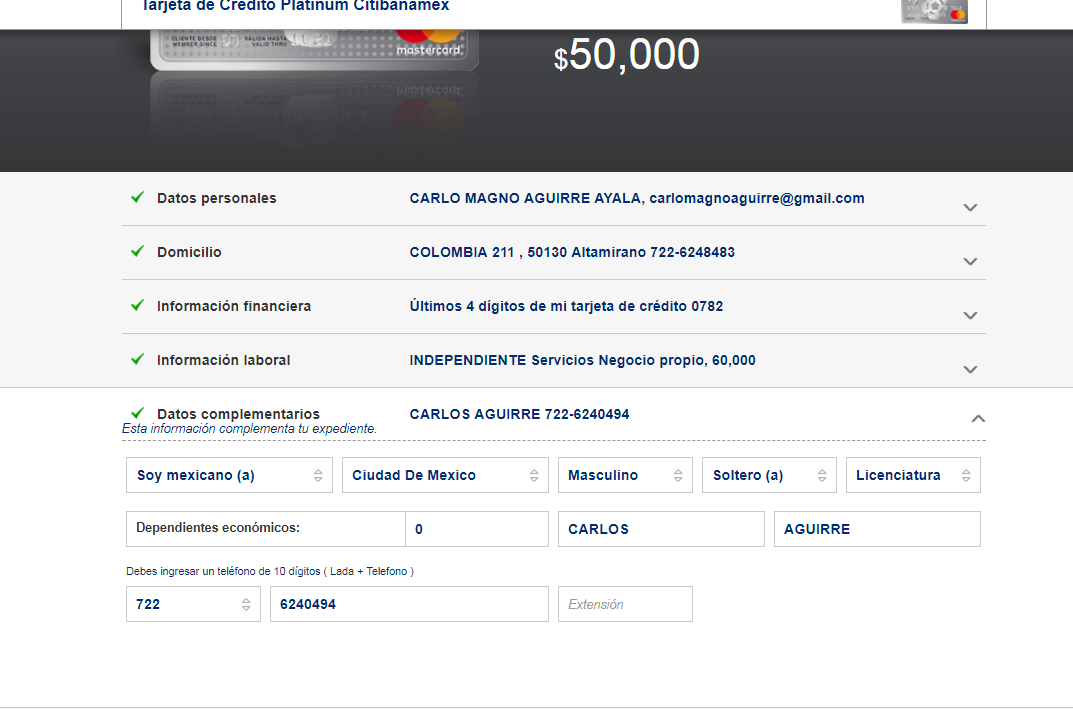 Tarjeta de Crédito Platinum Citibanamex
CLIENTE DESDE
MEMBER SINCE
VÁLIDA HASTA
VALID THRU
mastercard.
$50,000
Datos personales CARLO MAGNO AGUIRRE AYALA, carlomagnoaguirre@gmail.com
Domicilio COLOMBIA 211 , 50130 Altamirano 722-6248483
Información financiera Últimos 4 dígitos de mi tarjeta de crédito 0782
Información laboral INDEPENDIENTE Servicios Negocio propio, 60,000
Datos complementarios CARLOS AGUIRRE 722-6240494
Esta información complementa tu expediente.
Soy mexicano (a) Ciudad De Mexico Masculino Soltero (a) Licenciatura
Dependientes económicos: 0 CARLOS AGUIRRE
Debes ingresar un teléfono de 10 dígitos ( Lada + Telefono )
722 6240494 Extensión